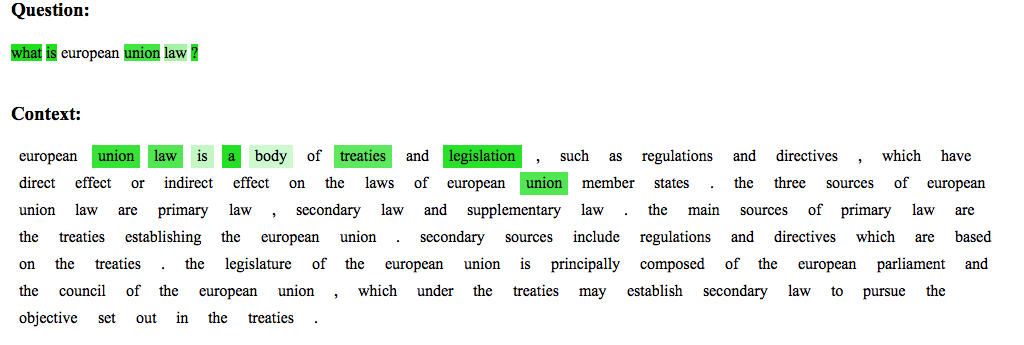 Question:
what is european union law ?
Context:
european union law is a body of treaties and legislation , such as regulations and directives , which have
direct effect or indirect effect on the laws of european union member states . the three sources of european
union law are primary law , secondary law and supplementary law . the main sources of primary law are
the treaties establishing the european union . secondary sources include regulations and directives which are based
on the treaties . the legislature of the european union is principally composed of the european parliament and
the council of the european union , which under the treaties may establish secondary law to pursue the
objective set out in the treaties .